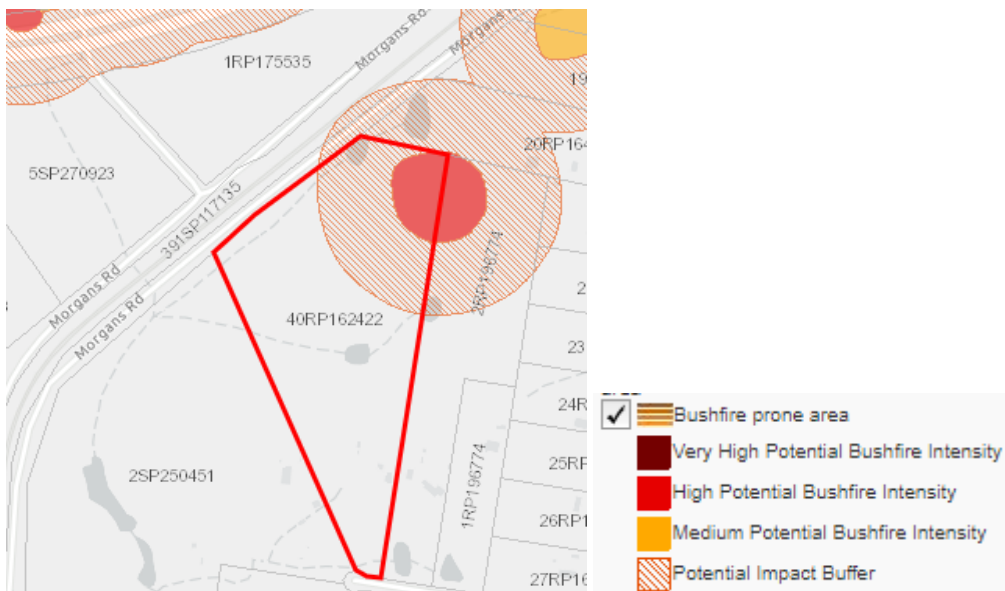 Morgans Rd
Morgans R
1RP175535
19
20RP164
5SP270923
391SP117135
2RP196774
Morgans Rd
Morgans Rd
2
40RP162422
23
24R
25RP
2SP250451
1RP196774
26RP1
27RP16
Bushfire prone area
Very High Potential Bushfire Intensity
High Potential Bushfire Intensity
Medium Potential Bushfire Intensity
Potential Impact Buffer